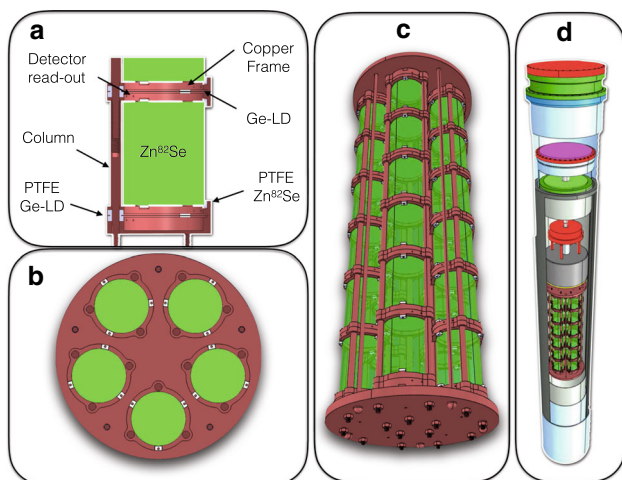 a
Detector
read-out
Copper
Frame
Ge-LD
Column
Zn⁸²Se
PTFE
Ge-LD
PTFE
Zn⁸²Se
b
c
d